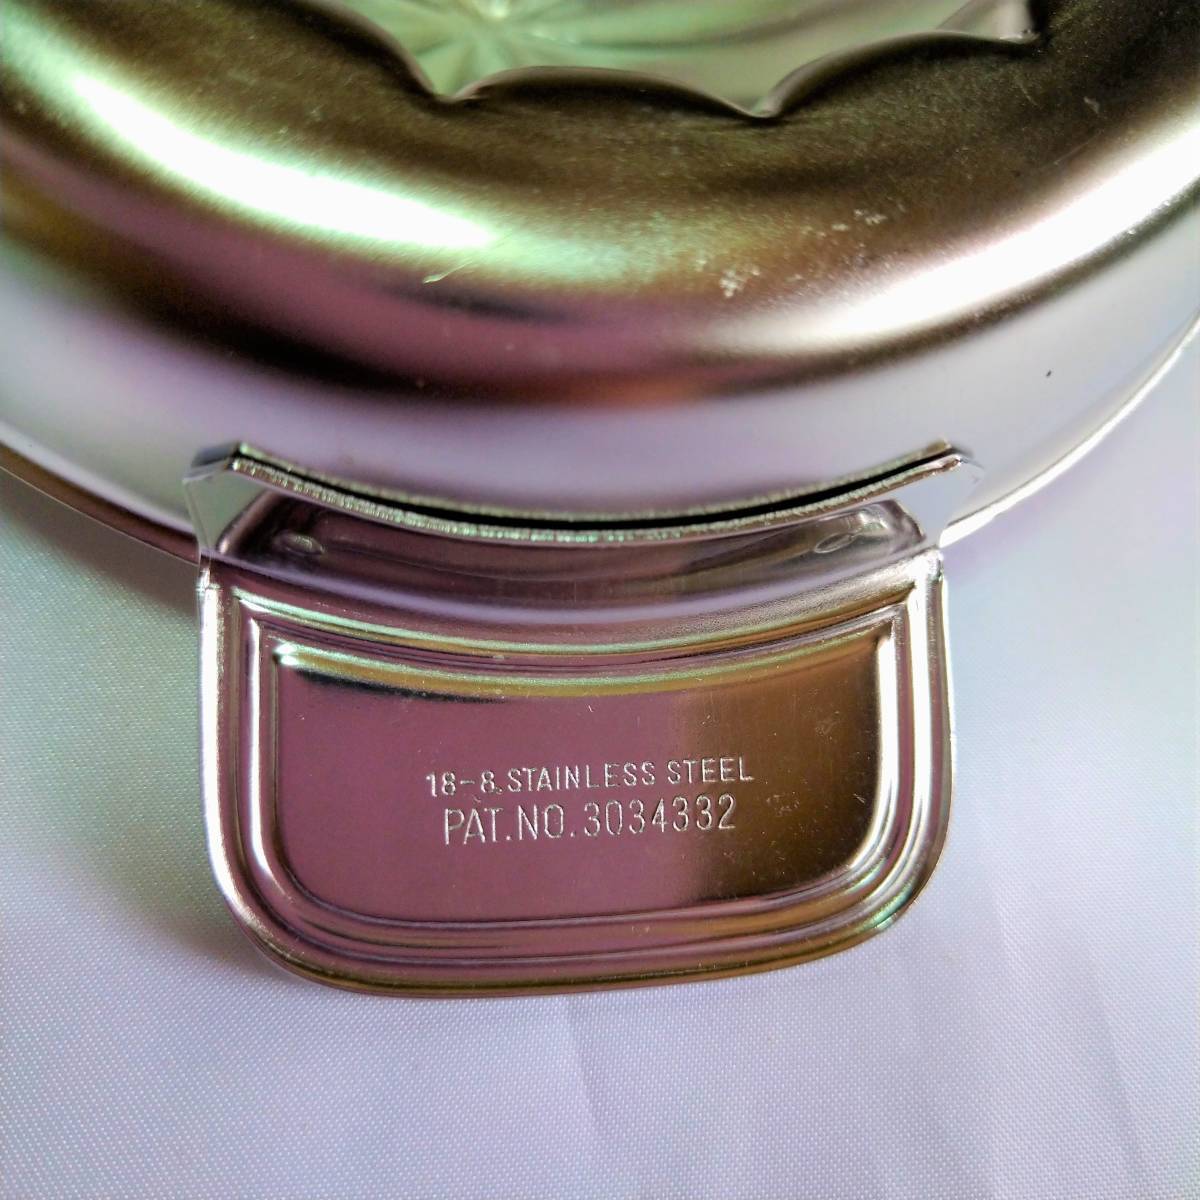 18-8 STAINLESS STEEL
PAT.NO.3034332